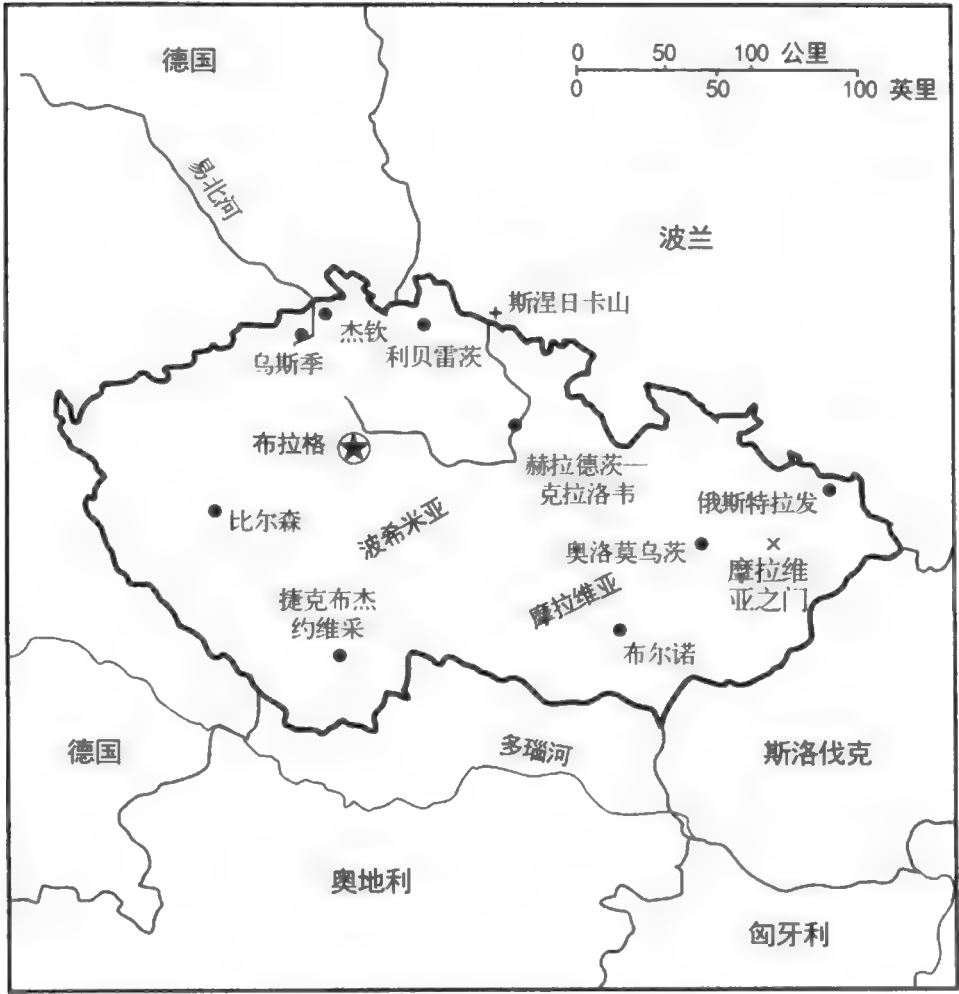 德国
0 50 100 公里
0 50 100 英里
易北河
波兰
斯涅日卡山
杰钦
乌斯季
利贝雷茨
布拉格
赫拉德茨—
克拉洛韦
俄斯特拉发
比尔森
波希米亚
奥洛莫乌茨
摩拉维
亚之门
捷克布杰
约维采
摩拉维亚
布尔诺
德国
多瑙河
斯洛伐克
奥地利
匈牙利